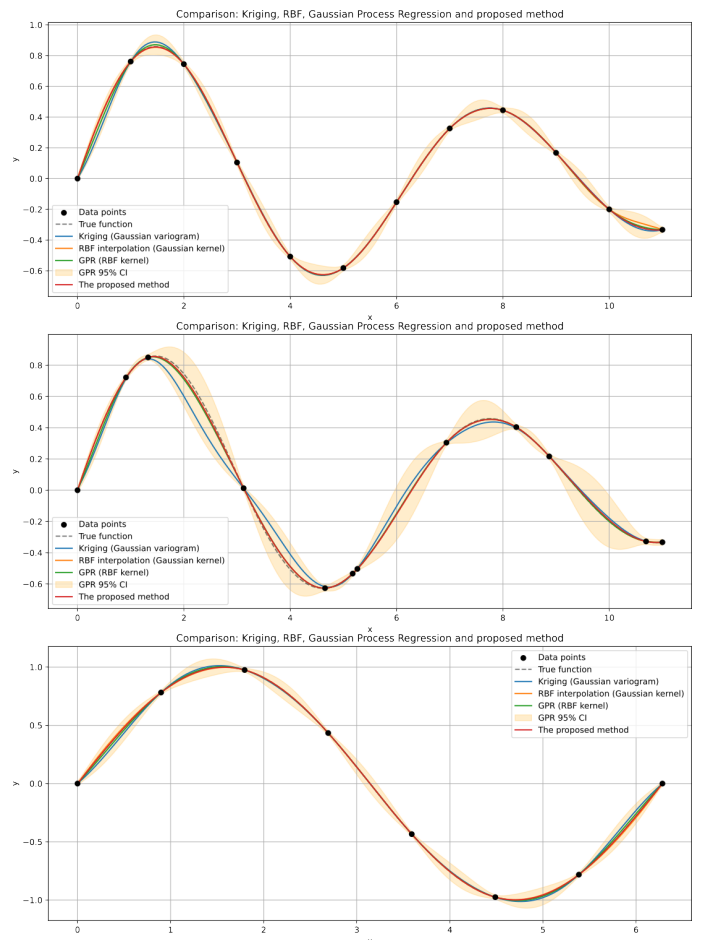 Comparison: Kriging, RBF, Gaussian Process Regression and proposed method
1.0
0.8
0.6
0.4
0.2
0.0
−0.2
−0.4
−0.6
y
Data points
True function
Kriging (Gaussian variogram)
RBF interpolation (Gaussian kernel)
GPR (RBF kernel)
GPR 95% CI
The proposed method
0 2 4 6 8 10
x
Comparison: Kriging, RBF, Gaussian Process Regression and proposed method
0.8
0.6
0.4
0.2
0.0
−0.2
−0.4
−0.6
y
Data points
True function
Kriging (Gaussian variogram)
RBF interpolation (Gaussian kernel)
GPR (RBF kernel)
GPR 95% CI
The proposed method
0 2 4 6 8 10
x
Comparison: Kriging, RBF, Gaussian Process Regression and proposed method
1.0
0.5
0.0
−0.5
−1.0
y
Data points
True function
Kriging (Gaussian variogram)
RBF interpolation (Gaussian kernel)
GPR (RBF kernel)
GPR 95% CI
The proposed method
0 1 2 3 4 5 6